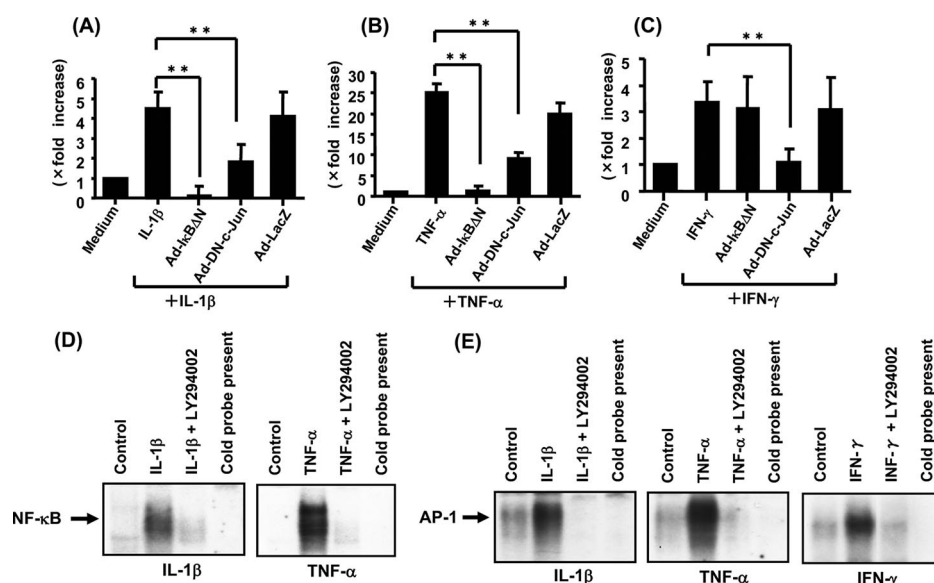 (A)
(× fold increase)
6
5
4
3
2
1
0
* *
* *
Medium
IL-1β
Ad-IκBΔN
Ad-DN-c-Jun
Ad-LacZ
+IL-1β
(B)
(× fold increase)
30
25
20
10
0
* *
* *
Medium
TNF-α
Ad-IκBΔN
Ad-DN-c-Jun
Ad-LacZ
+TNF-α
(C)
(× fold increase)
5
4
3
2
1
0
* *
Medium
IFN-γ
Ad-IκBΔN
Ad-DN-c-Jun
Ad-LacZ
+IFN-γ
(D)
Control
IL-1β
IL-1β + LY294002
Cold probe present
Control
TNF-α
TNF-α + LY294002
Cold probe present
NF-κB
IL-1β
TNF-α
(E)
Control
IL-1β
IL-1β + LY294002
Cold probe present
Control
TNF-α
TNF-α + LY294002
Cold probe present
Control
IFN-γ
INF-γ + LY294002
Cold probe present
AP-1
IL-1β
TNF-α
IFN-γ